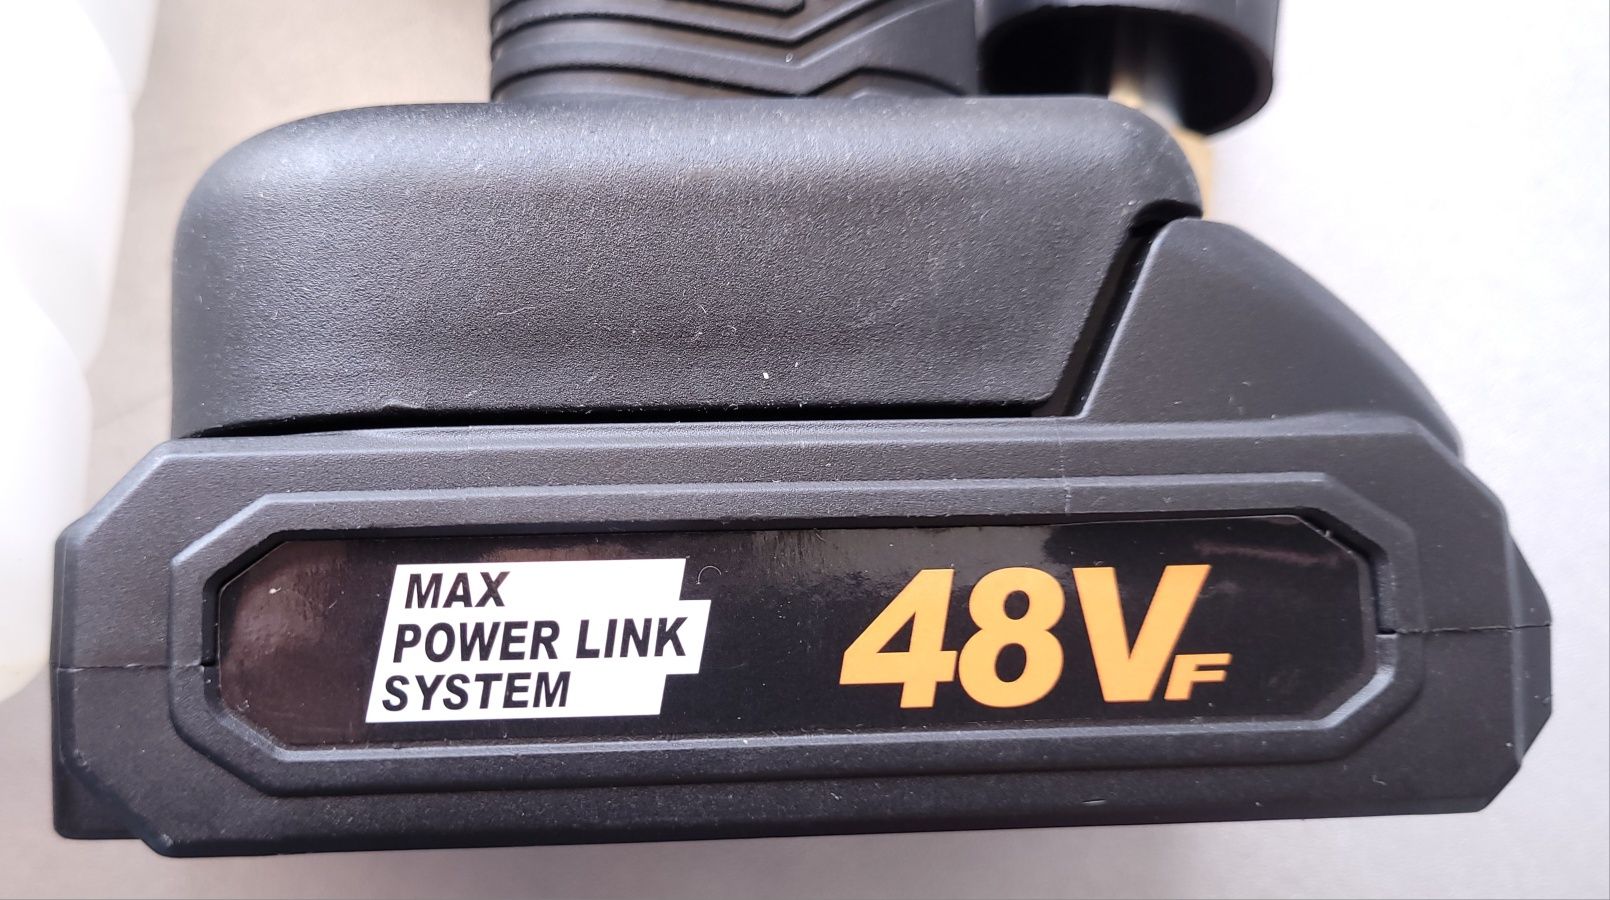 MAX
POWER LINK
SYSTEM
48VF